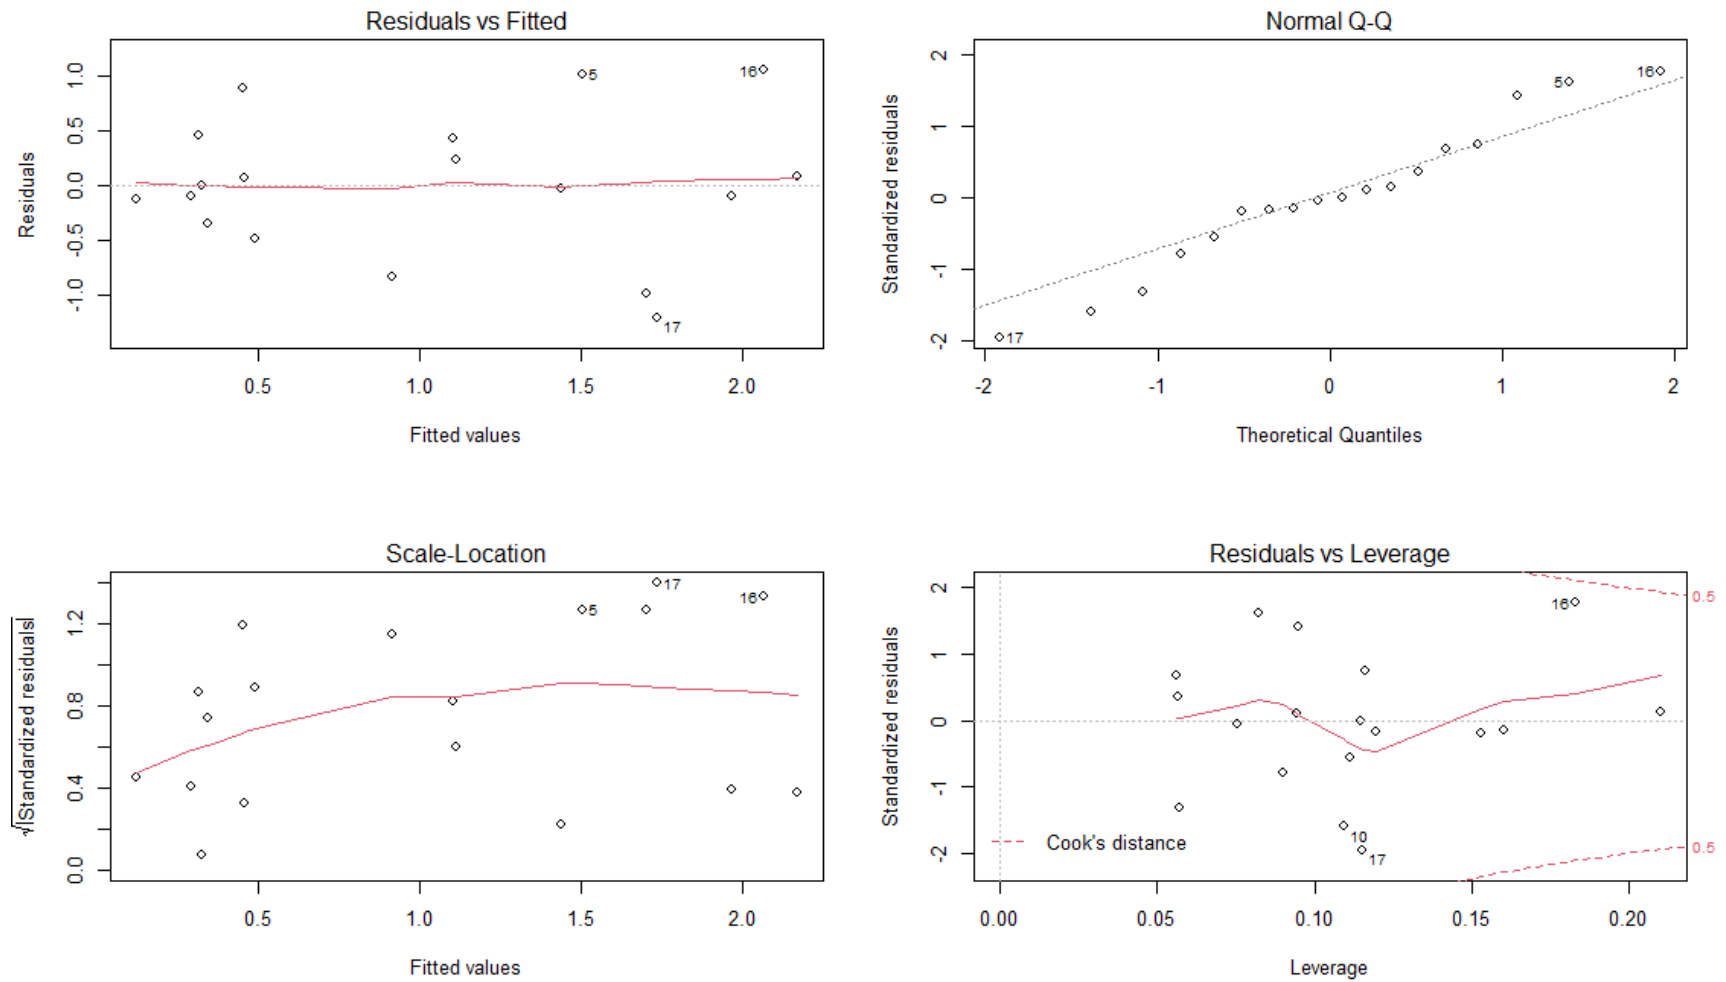 Residuals vs Fitted
Residuals
1.0
0.5
0.0
-0.5
-1.0
5
16
17
0.5 1.0 1.5 2.0
Fitted values
Normal Q-Q
Standardized residuals
2
1
0
-1
-2
5
16
17
-2 -1 0 1 2
Theoretical Quantiles
Scale-Location
√|Standardized residuals|
1.2
0.8
0.4
0.0
5
17
16
0.5 1.0 1.5 2.0
Fitted values
Residuals vs Leverage
Standardized residuals
2
1
0
-1
-2
16
0.5
10
17
Cook's distance
0.5
0.00 0.05 0.10 0.15 0.20
Leverage